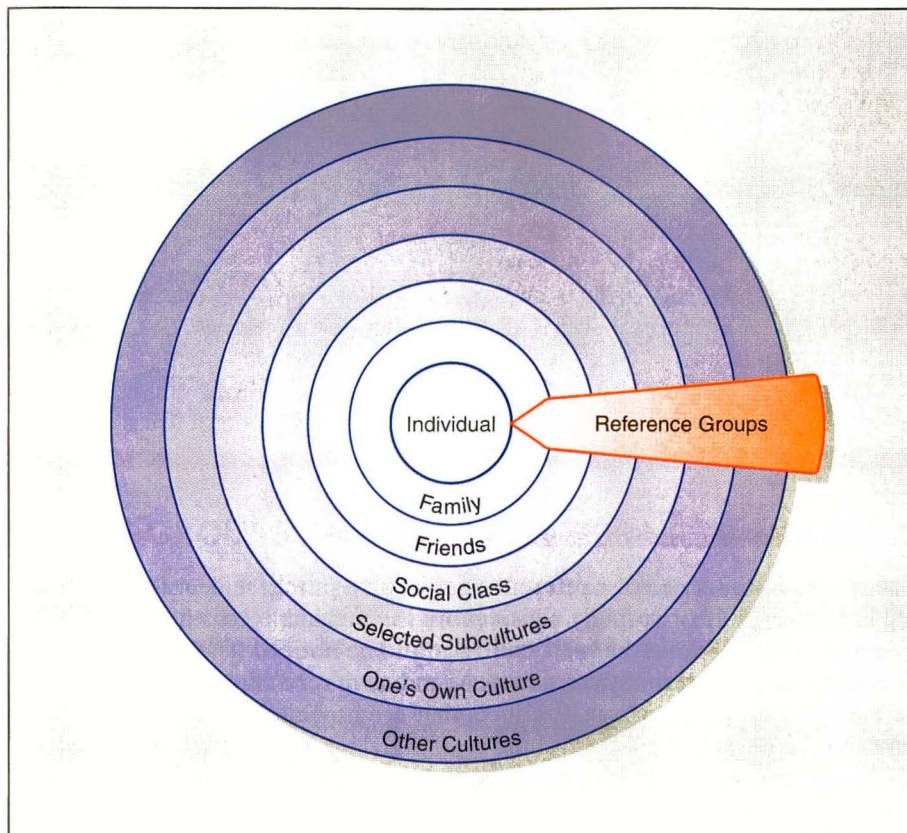 Individual
Reference Groups
Family
Friends
Social Class
Selected Subcultures
One's Own Culture
Other Cultures